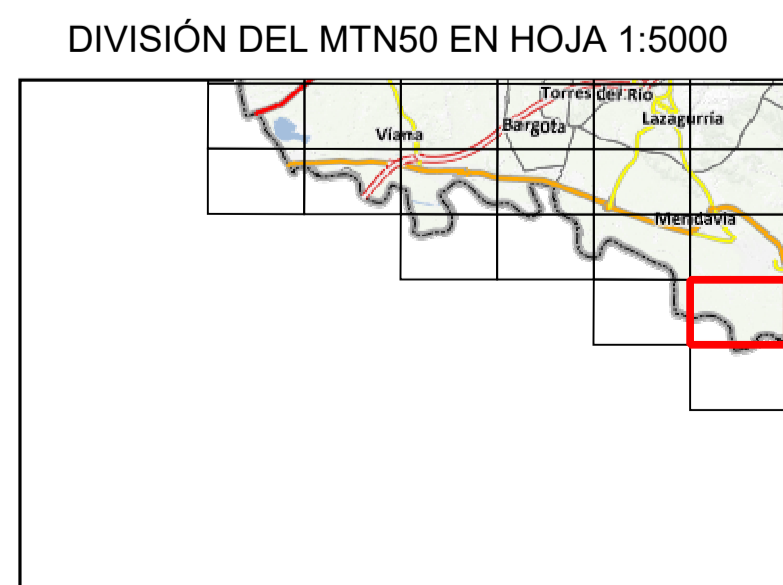 DIVISIÓN DEL MTN50 EN HOJA 1:5000
Torres del Río
Lazagurría
Bargota
Viana
Mendavia